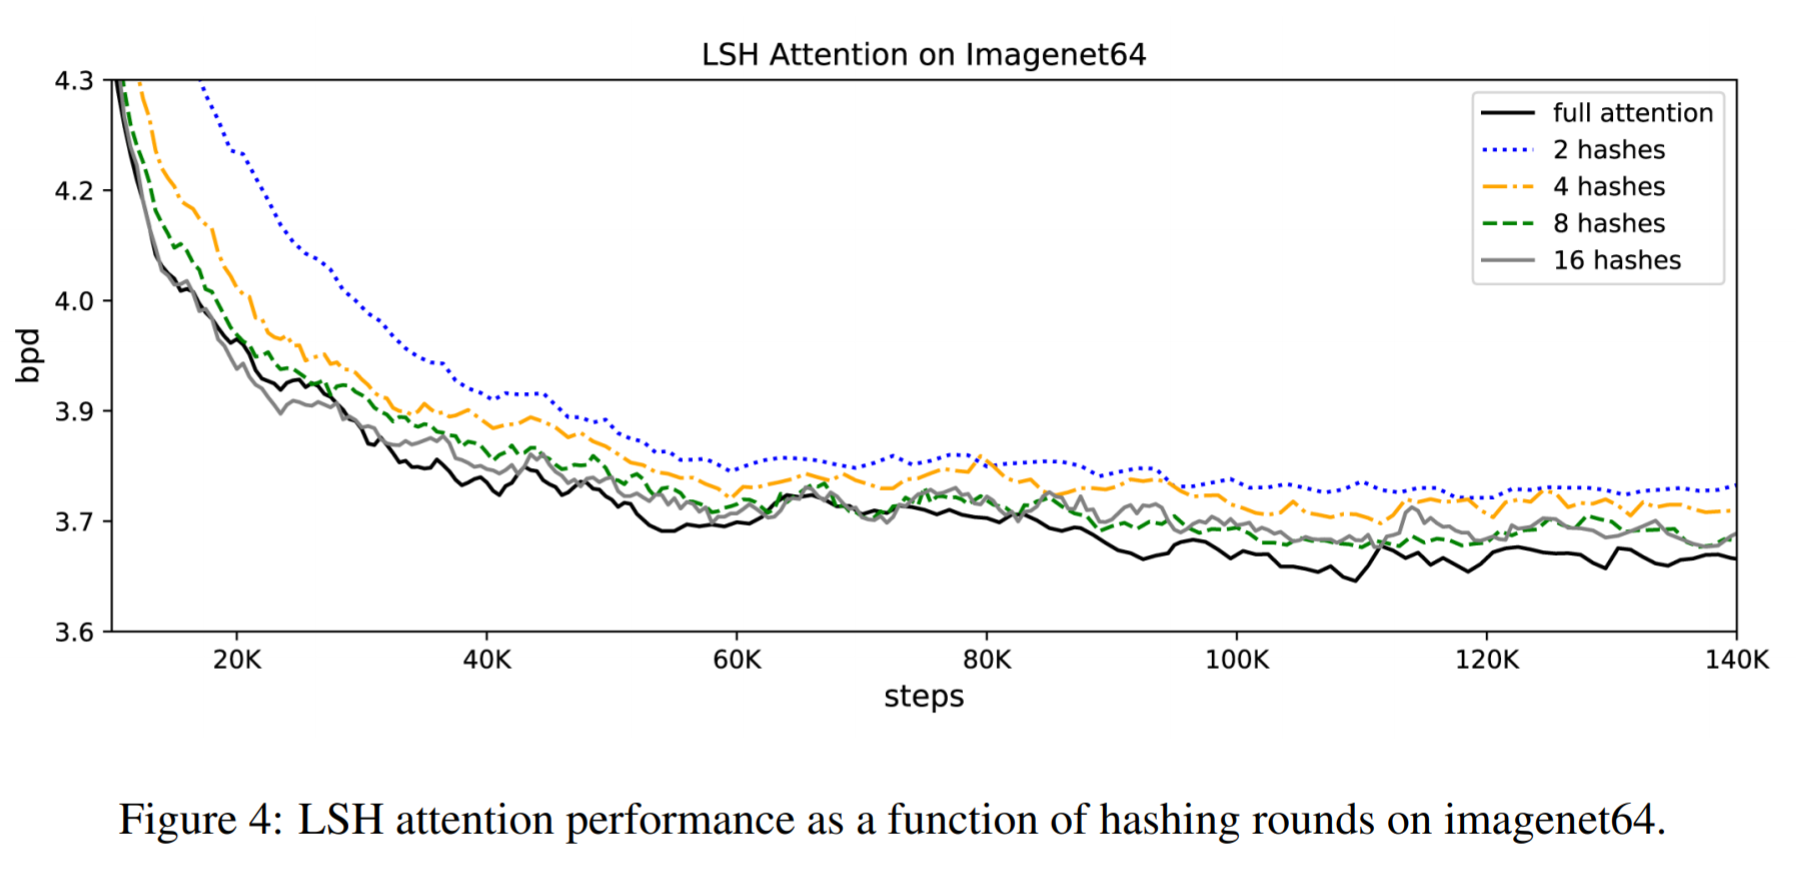 LSH Attention on Imagenet64
4.3
4.2
4.0
3.9
3.7
3.6
bpd
full attention
2 hashes
4 hashes
8 hashes
16 hashes
20K 40K 60K 80K 100K 120K 140K
steps
Figure 4: LSH attention performance as a function of hashing rounds on imagenet64.